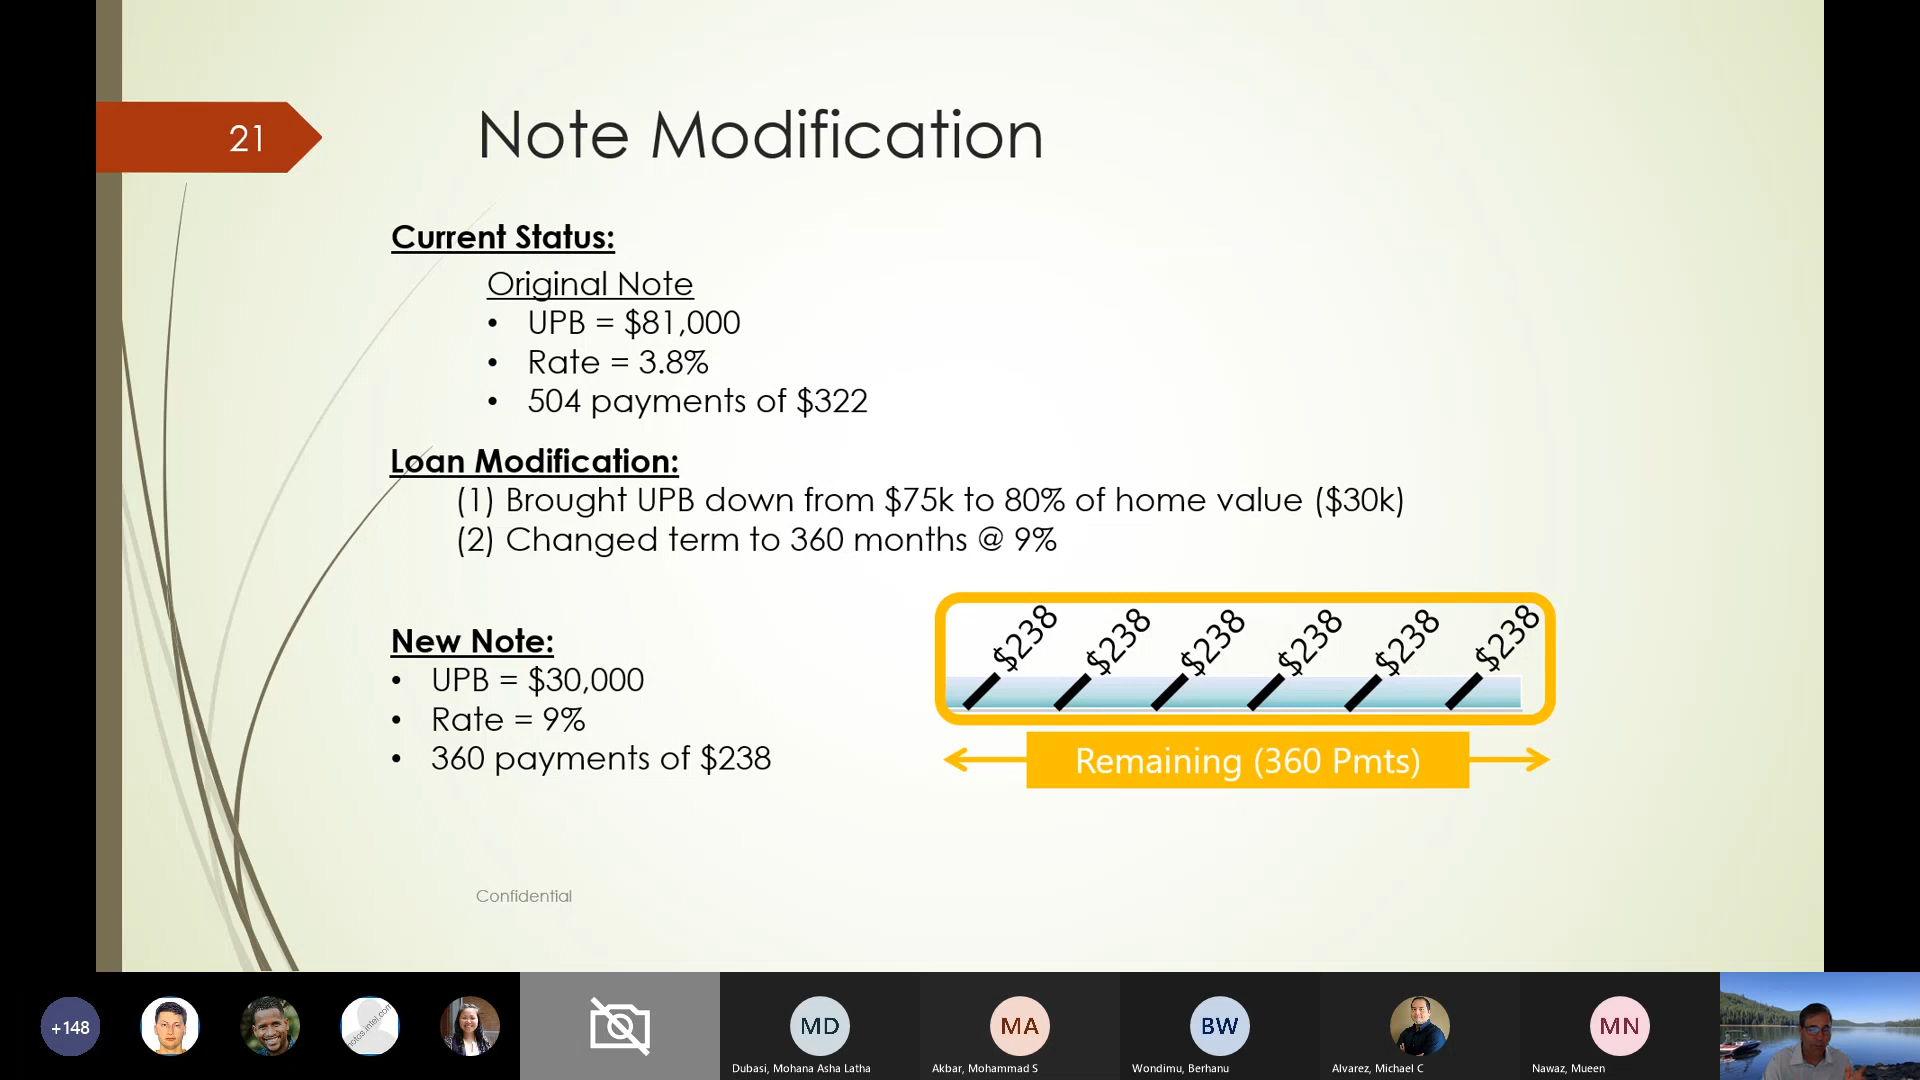 21
Note Modification
Current Status:
Original Note
• UPB = $81,000
• Rate = 3.8%
• 504 payments of $322
Loan Modification:
(1) Brought UPB down from $75k to 80% of home value ($30k)
(2) Changed term to 360 months @ 9%
New Note:
• UPB = $30,000
• Rate = 9%
• 360 payments of $238
$238 $238 $238 $238 $238 $238
Remaining (360 Pmts)
Confidential
+148
MD
MA
BW
MN
Dubasi, Mohana Asha Latha
Akbar, Mohammad S
Wondimu, Berhanu
Alvarez, Michael C
Nawaz, Mueen